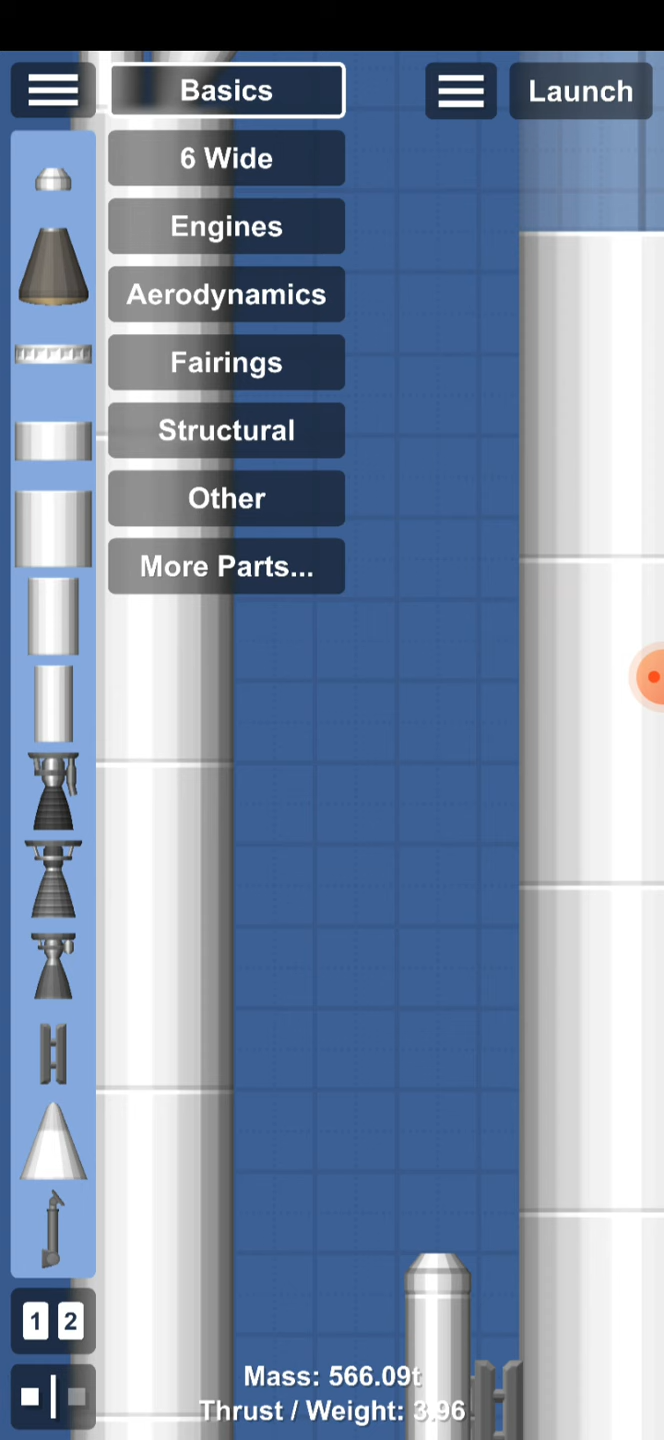 Basics
Launch
6 Wide
Engines
Aerodynamics
Fairings
Structural
Other
More Parts...
1 2
Mass: 566.09t
Thrust / Weight: 3.96